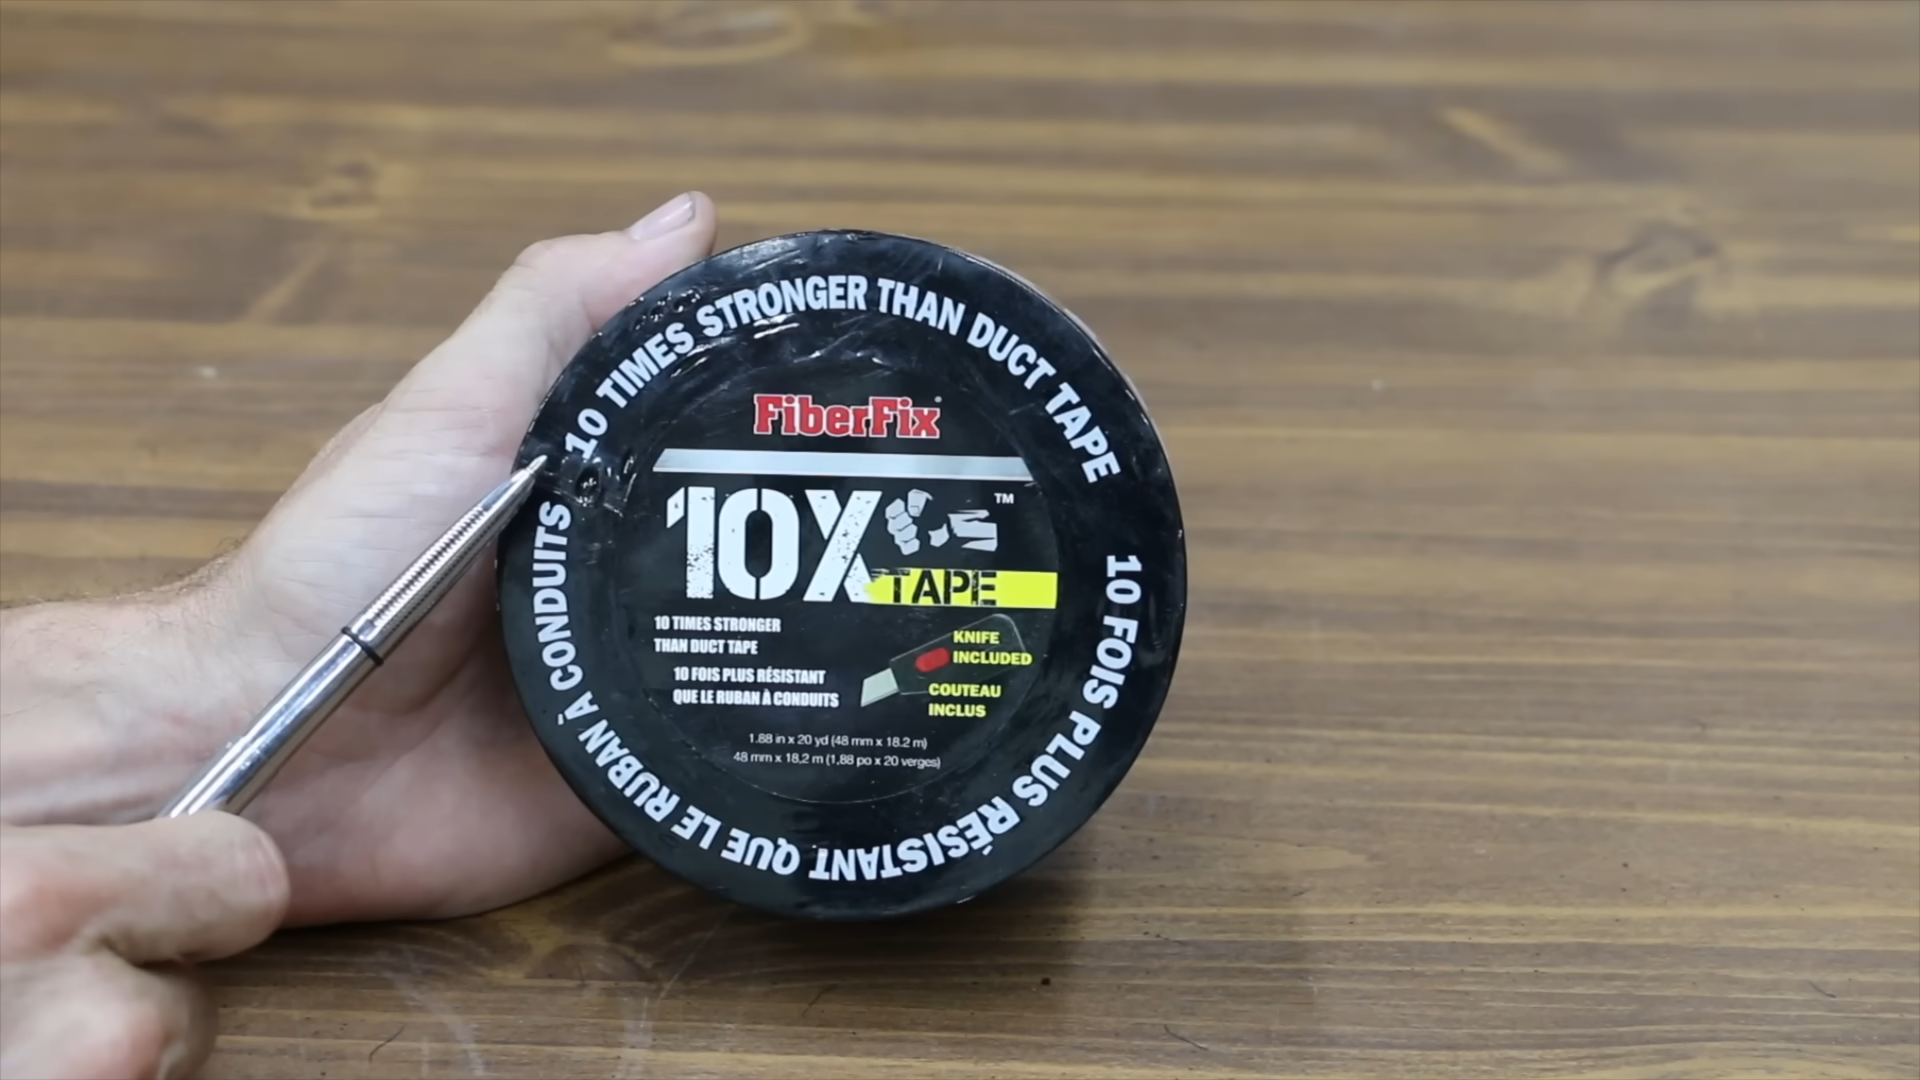 10 TIMES STRONGER THAN DUCT TAPE
FiberFix
10X ™
TAPE
10 TIMES STRONGER
THAN DUCT TAPE
10 FOIS PLUS RÉSISTANT
QUE LE RUBAN À CONDUITS
KNIFE
INCLUDED
COUTEAU
INCLUS
1.88 in x 20 yd (48 mm x 18.2 m)
48 mm x 18,2 m (1,88 po x 20 verges)
10 FOIS PLUS RÉSISTANT QUE LE RUBAN À CONDUITS